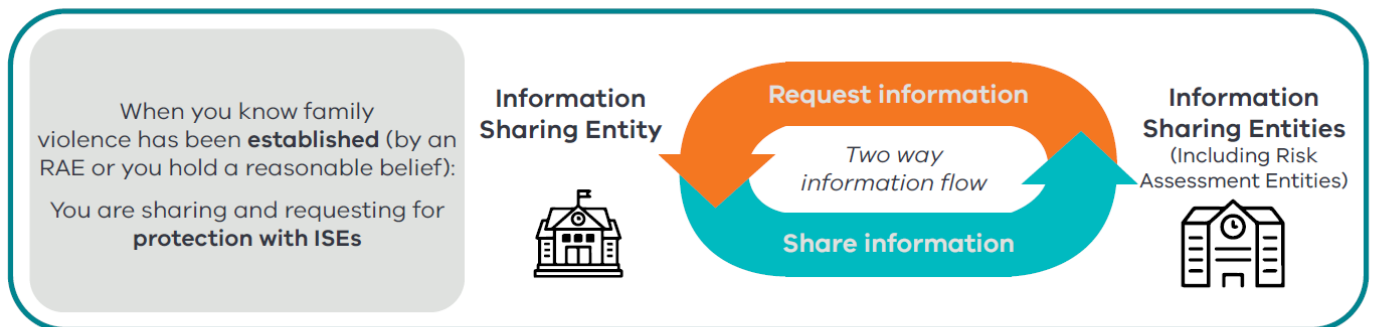 When you know family
violence has been established (by an
RAE or you hold a reasonable belief):
You are sharing and requesting for
protection with ISEs
Information
Sharing Entity
Request information
Two way
information flow
Share information
Information
Sharing Entities
(Including Risk
Assessment Entities)